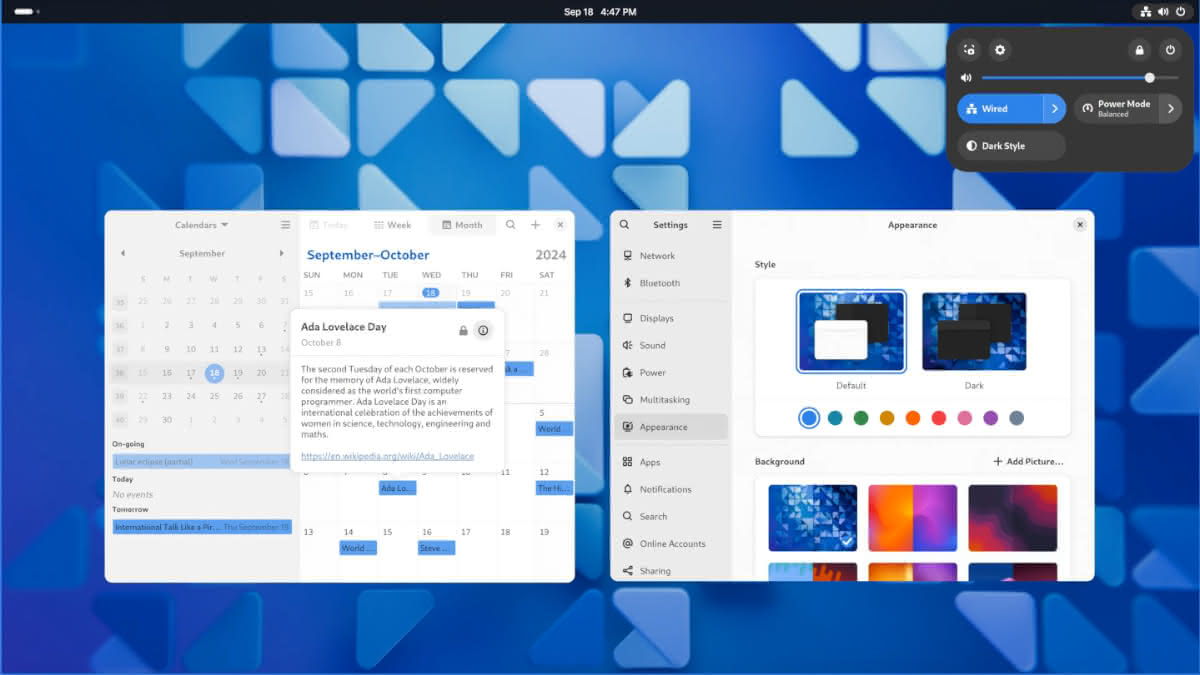 Sep 18 4:47 PM
Wired
Power Mode
Balanced
Dark Style
Calendars
Today
Week
Month
September
September–October
2024
S M T W T F S
35 25 26 27 28 29 30 31
36 1 2 3 4 5 6 7
37 8 9 10 11 12 13 14
38 15 16 17 18 19 20 21
39 22 23 24 25 26 27 28
40 29 30 1 2 3 4 5
On-going
Lunar eclipse (partial) Wed September 18
Today
No events
Tomorrow
International Talk Like a Pir... Thu September 19
SUN MON TUE WED THU FRI SAT
15 16 17 18 19 20 21
28
5
World ...
11 12
Ada Lo...
The Hi...
13 14 15 16 17 18 19
World ...
Steve ...
Ada Lovelace Day
October 8
The second Tuesday of each October is reserved
for the memory of Ada Lovelace, widely
considered as the world's first computer
programmer. Ada Lovelace Day is an
international celebration of the achievements of
women in science, technology, engineering and
maths.
https://en.wikipedia.org/wiki/Ada_Lovelace
Settings
Network
Bluetooth
Displays
Sound
Power
Multitasking
Appearance
Apps
Notifications
Search
Online Accounts
Sharing
Appearance
Style
Default
Dark
Background
+ Add Picture...